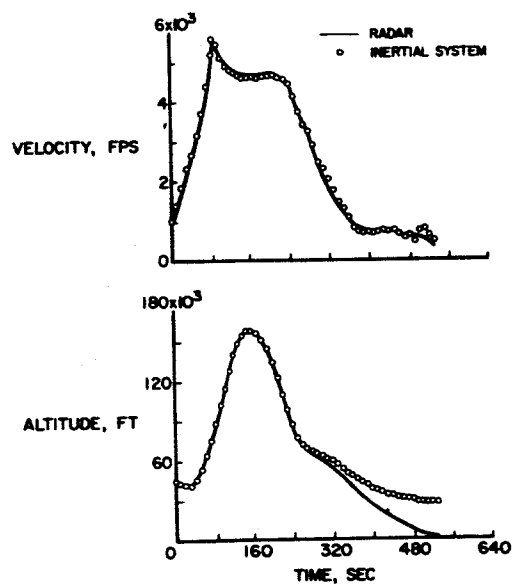 6x10³
RADAR
INERTIAL SYSTEM
4
VELOCITY, FPS
2
0
180x10³
120
ALTITUDE, FT
60
0 160 320 480 640
TIME, SEC